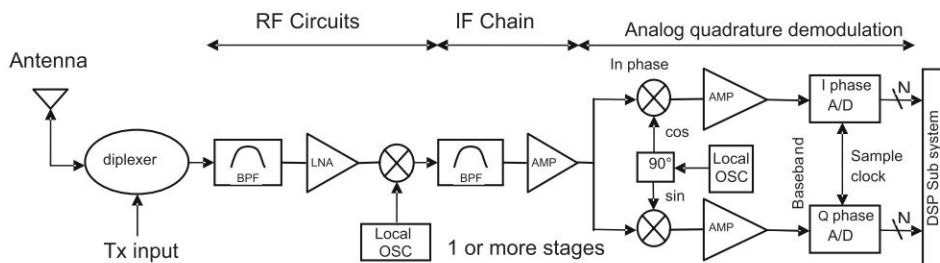 RF Circuits
IF Chain
Analog quadrature demodulation
Antenna
In phase
AMP
I phase
A/D
N
cos
diplexer
BPF
LNA
BPF
AMP
90°
Local
OSC
sin
Baseband
Sample
clock
DSP Sub system
Tx input
Local
OSC
1 or more stages
AMP
Q phase
A/D
N